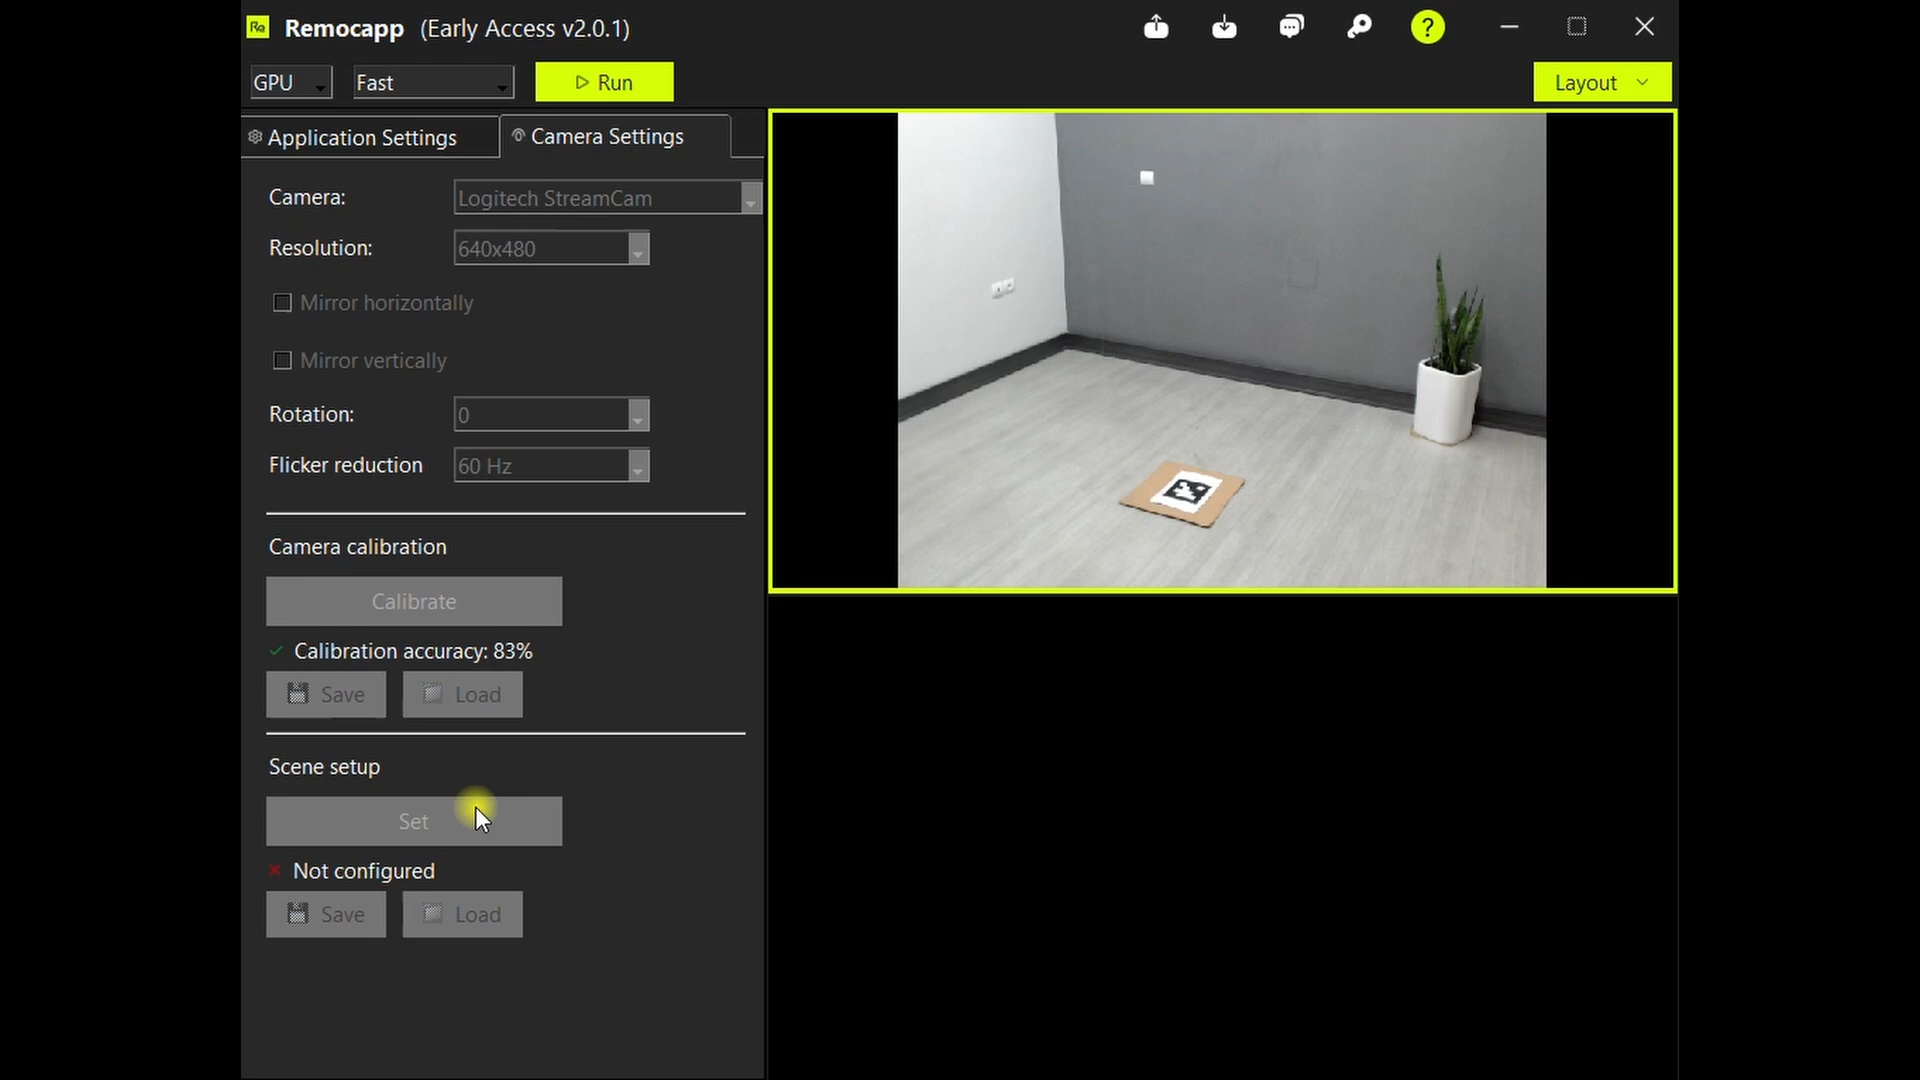 Re Remocapp (Early Access v2.0.1) ?
GPU Fast Run Layout
Application Settings Camera Settings
Camera: Logitech StreamCam
Resolution: 640x480
Mirror horizontally
Mirror vertically
Rotation: 0
Flicker reduction 60 Hz
Camera calibration
Calibrate
Calibration accuracy: 83%
Save Load
Scene setup
Set
Not configured
Save Load